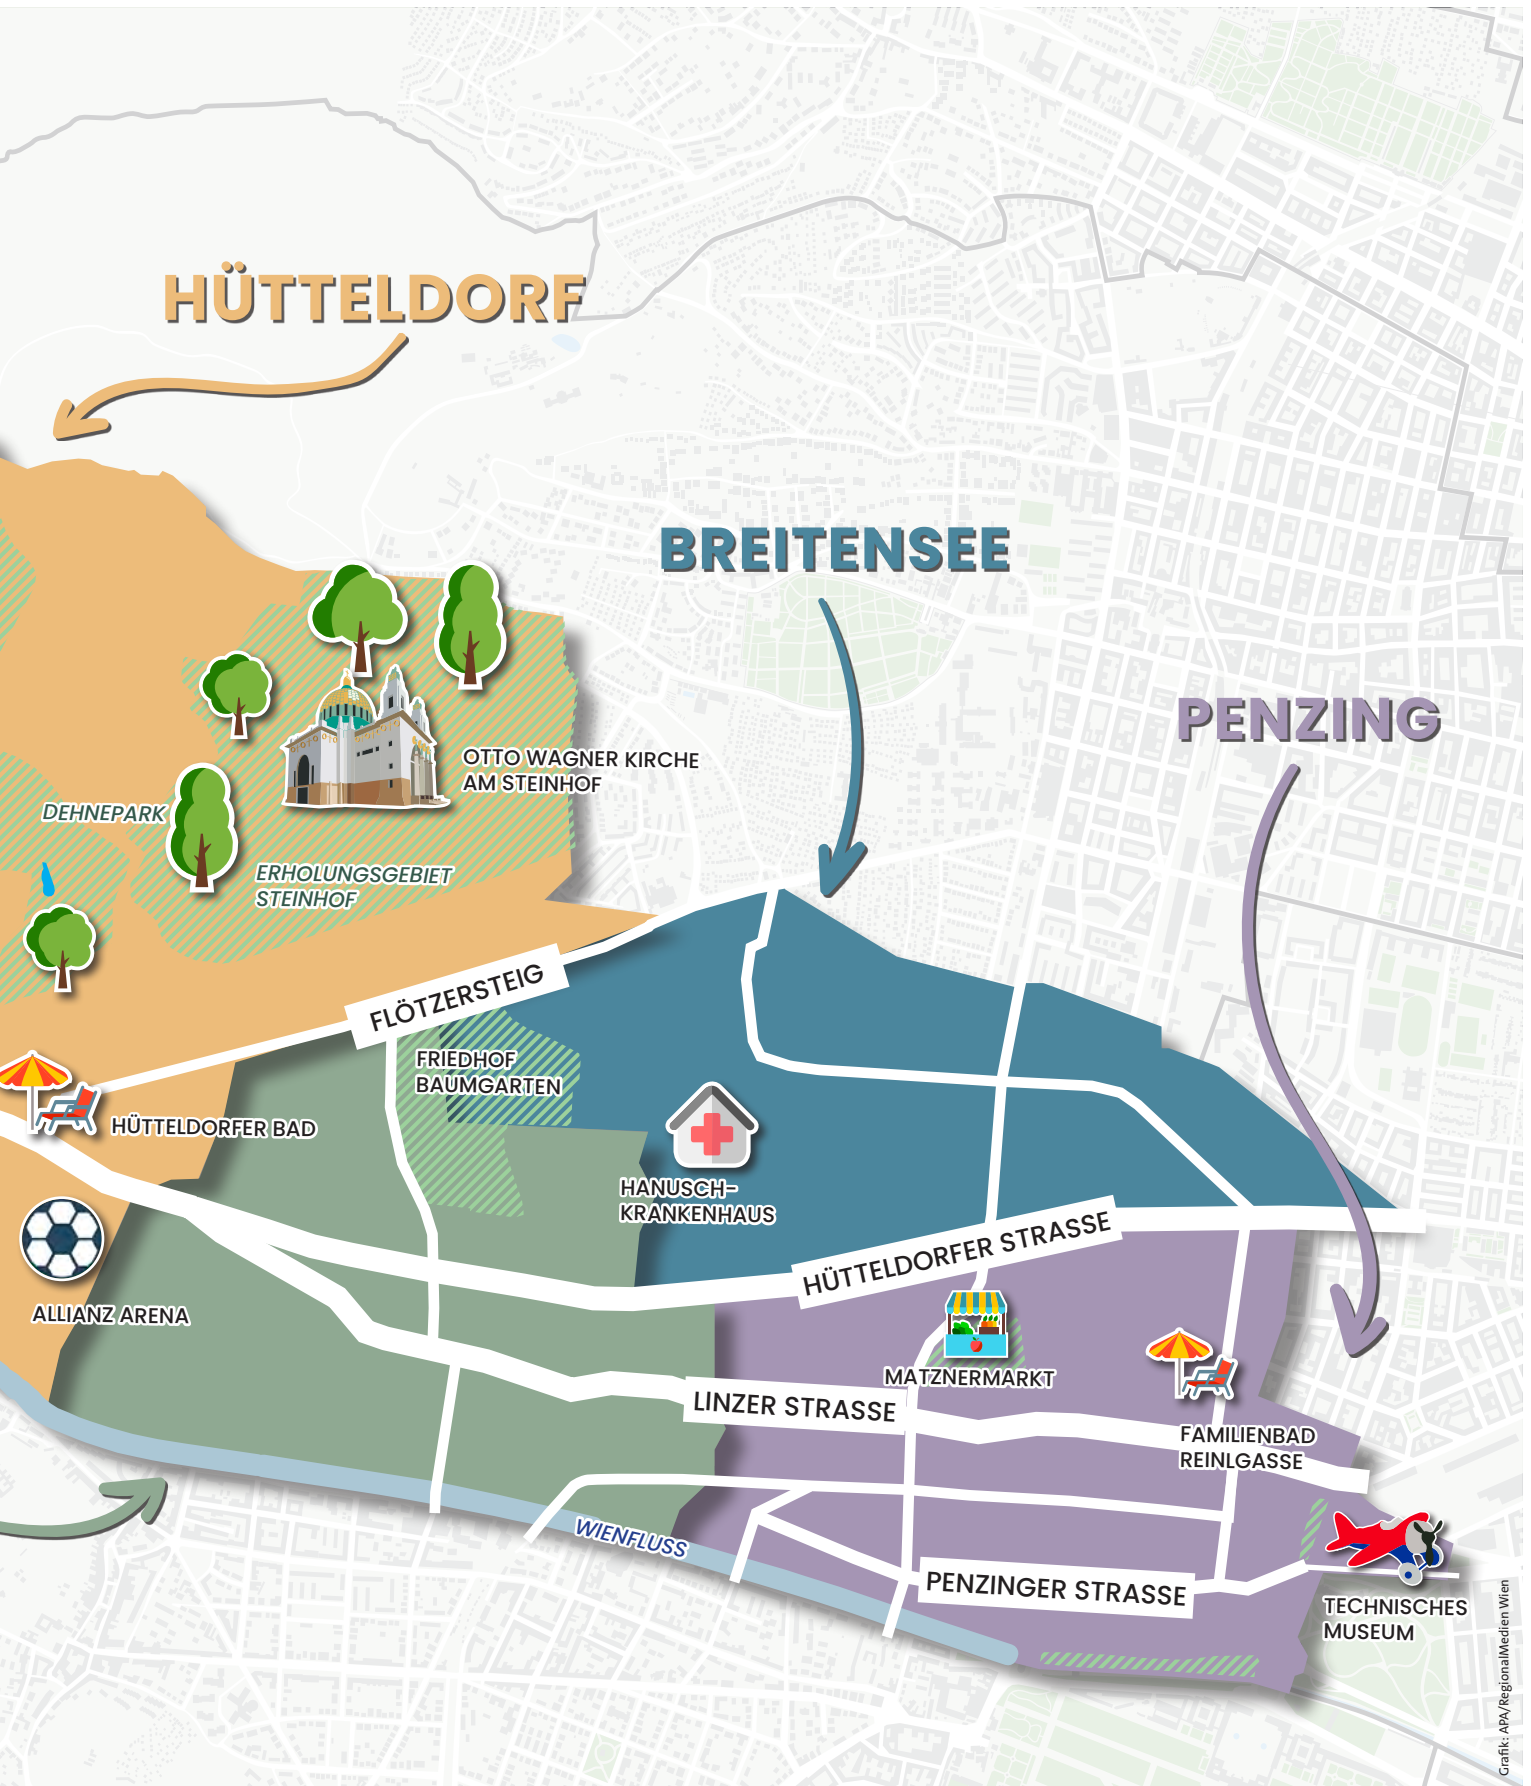 HÜTTELDORF
BREITENSEE
PENZING
OTTO WAGNER KIRCHE
AM STEINHOF
DEHNEPARK
ERHOLUNGSGEBIET
STEINHOF
FLÖTZERSTEIG
FRIEDHOF
BAUMGARTEN
HÜTTELDORFER BAD
HANUSCH-
KRANKENHAUS
HÜTTELDORFER STRASSE
ALLIANZ ARENA
MATZNERMARKT
LINZER STRASSE
FAMILIENBAD
REINLGASSE
WIENFLUSS
PENZINGER STRASSE
TECHNISCHES
MUSEUM
Grafik: APA/RegionalMedien Wien